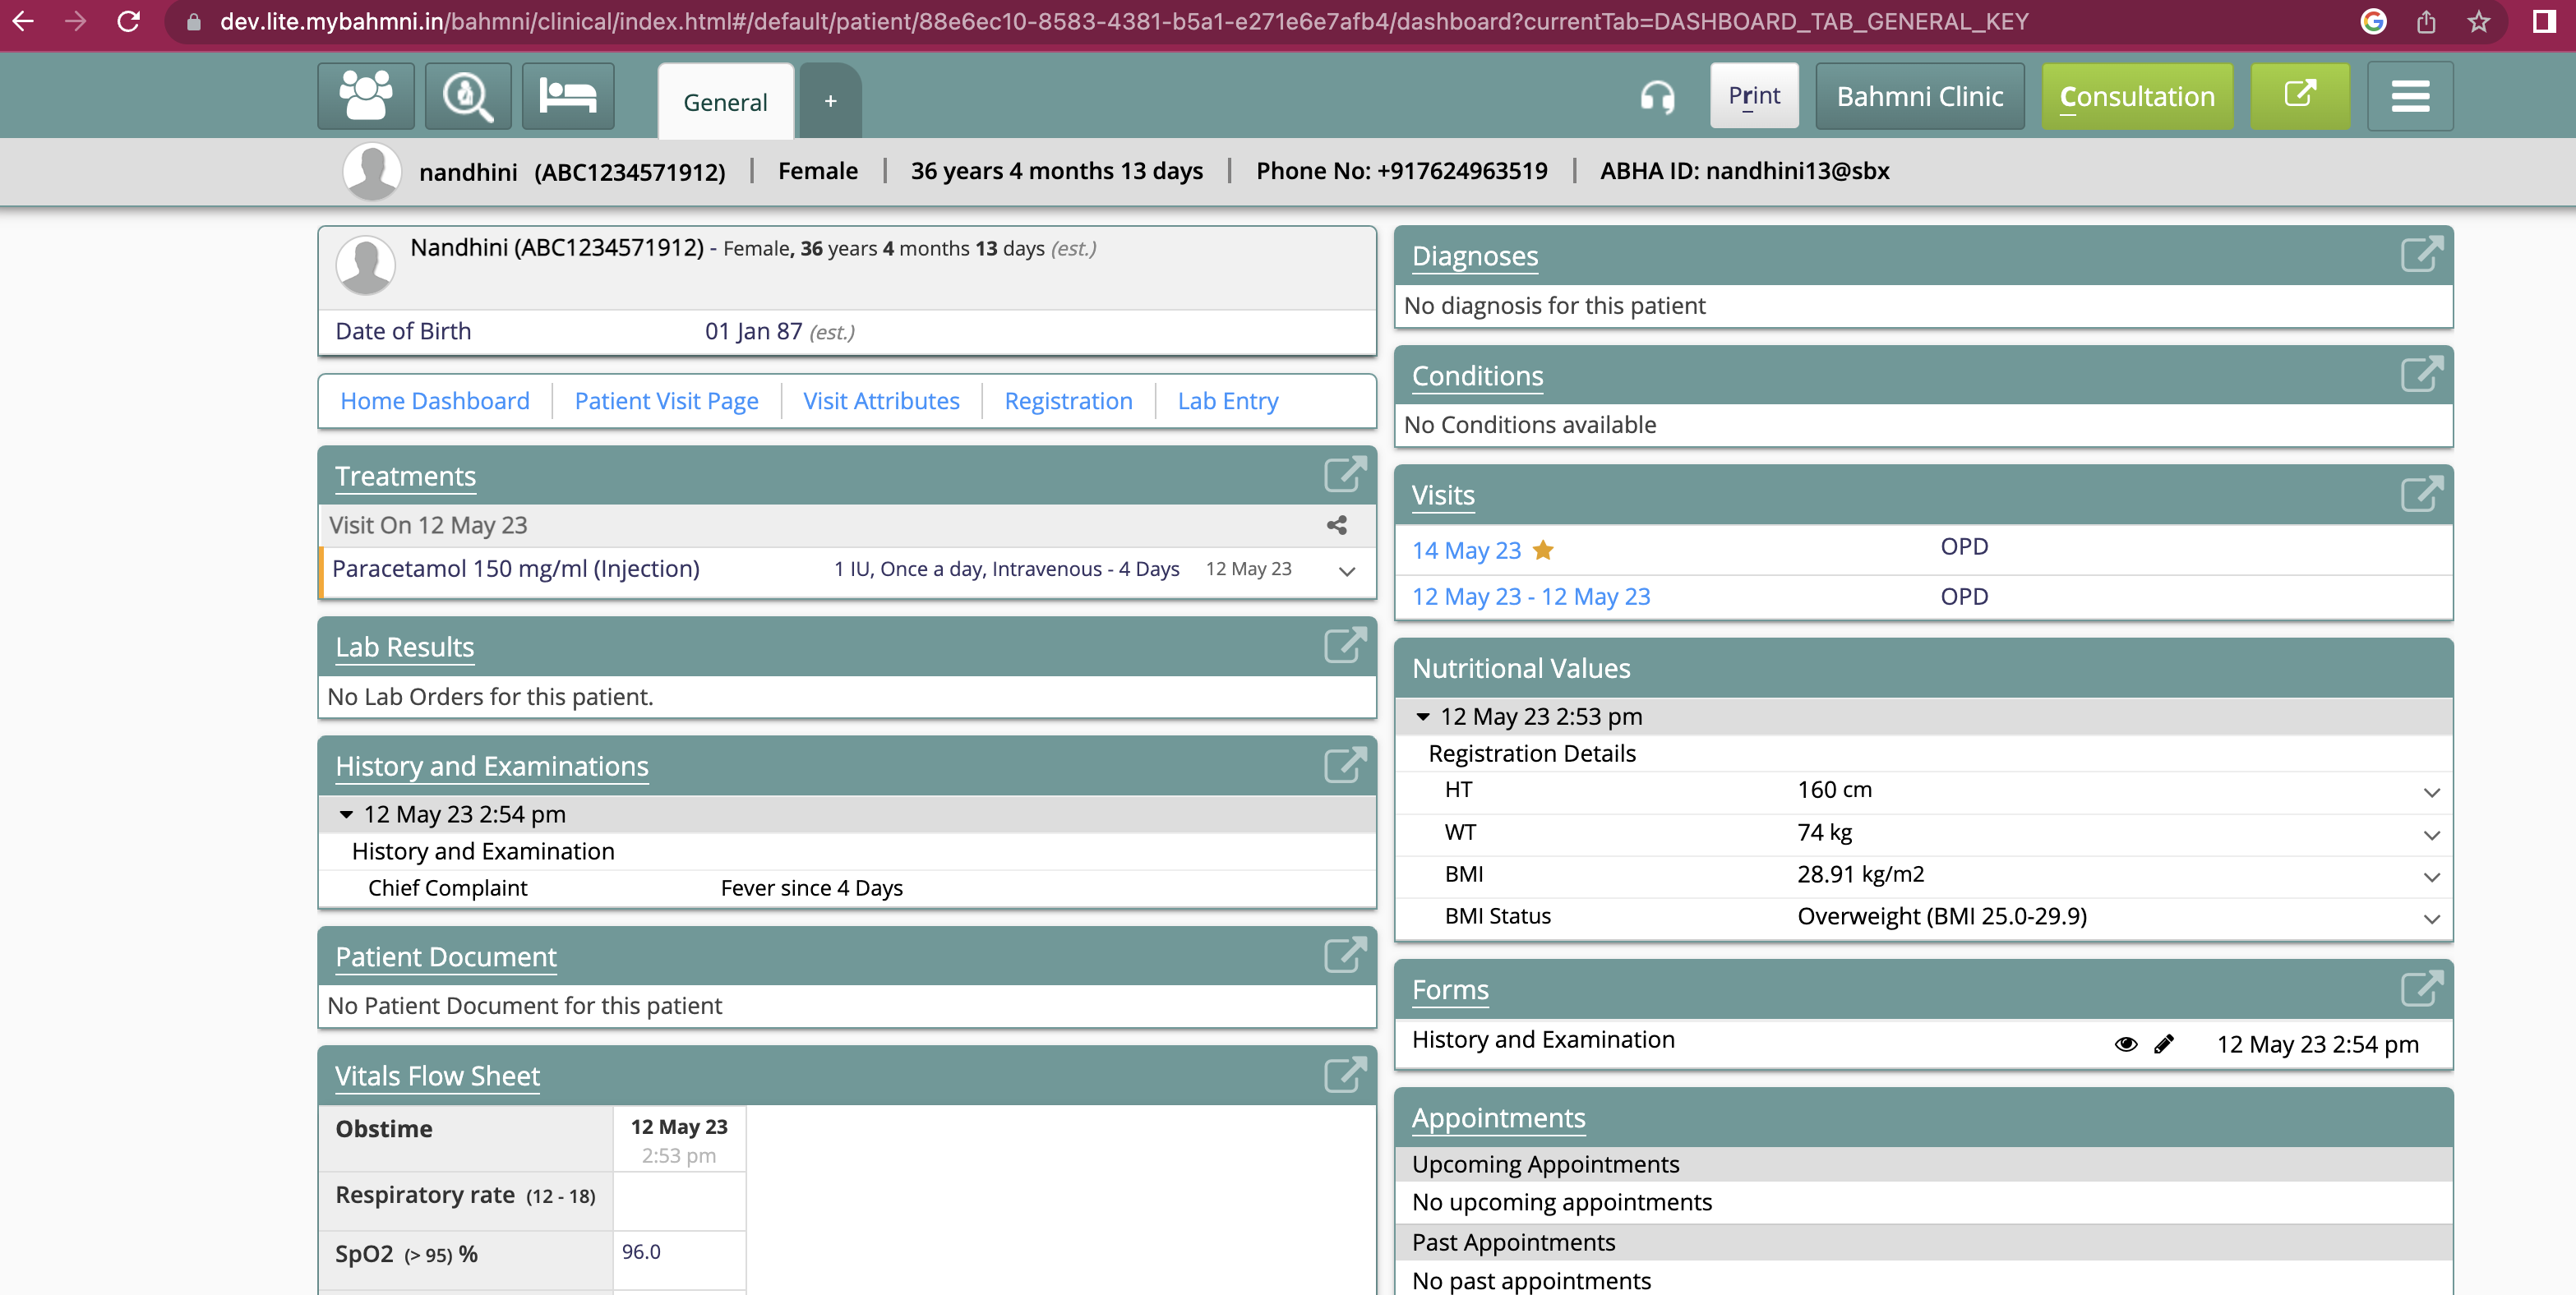 dev.lite.mybahmni.in/bahmni/clinical/index.html#/default/patient/88e6ec10-8583-4381-b5a1-e271e6e7afb4/dashboard?currentTab=DASHBOARD_TAB_GENERAL_KEY
General
+
Print
Bahmni Clinic
Consultation
nandhini (ABC1234571912) | Female | 36 years 4 months 13 days | Phone No: +917624963519 | ABHA ID: nandhini13@sbx
Nandhini (ABC1234571912) - Female, 36 years 4 months 13 days (est.)
Date of Birth 01 Jan 87 (est.)
Home Dashboard Patient Visit Page Visit Attributes Registration Lab Entry
Treatments
Visit On 12 May 23
Paracetamol 150 mg/ml (Injection) 1 IU, Once a day, Intravenous - 4 Days 12 May 23
Lab Results
No Lab Orders for this patient.
History and Examinations
12 May 23 2:54 pm
History and Examination
Chief Complaint Fever since 4 Days
Patient Document
No Patient Document for this patient
Vitals Flow Sheet
Obstime 12 May 23
2:53 pm
Respiratory rate (12 - 18)
SpO2 (> 95) % 96.0
Diagnoses
No diagnosis for this patient
Conditions
No Conditions available
Visits
14 May 23 OPD
12 May 23 - 12 May 23 OPD
Nutritional Values
12 May 23 2:53 pm
Registration Details
HT 160 cm
WT 74 kg
BMI 28.91 kg/m2
BMI Status Overweight (BMI 25.0-29.9)
Forms
History and Examination 12 May 23 2:54 pm
Appointments
Upcoming Appointments
No upcoming appointments
Past Appointments
No past appointments